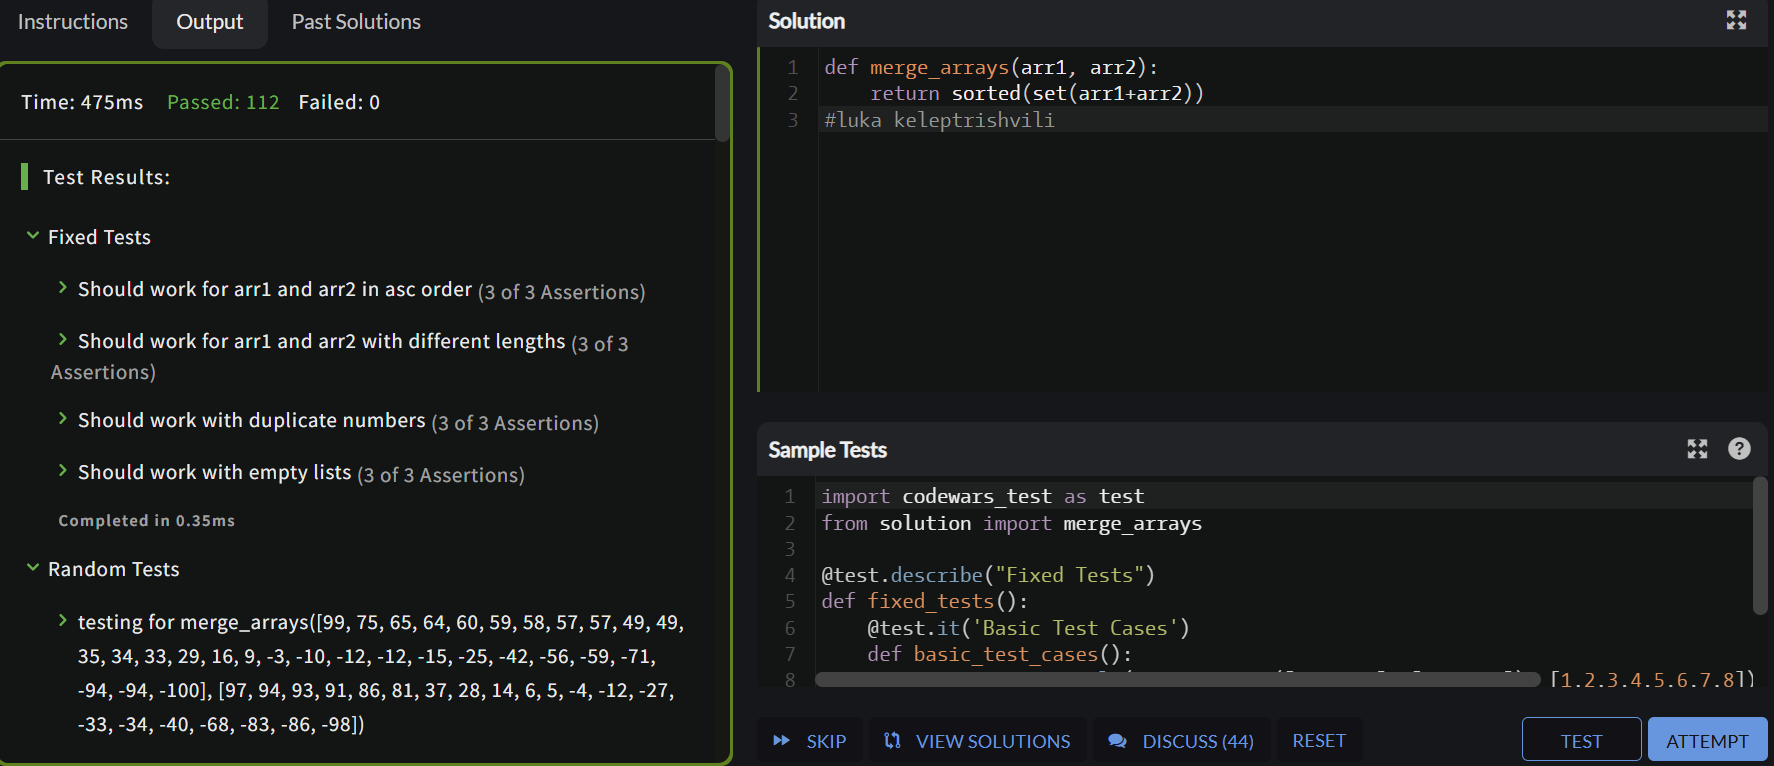 Instructions
Output
Past Solutions
Time: 475ms Passed: 112 Failed: 0
Test Results:
Fixed Tests
Should work for arr1 and arr2 in asc order (3 of 3 Assertions)
Should work for arr1 and arr2 with different lengths (3 of 3
Assertions)
Should work with duplicate numbers (3 of 3 Assertions)
Should work with empty lists (3 of 3 Assertions)
Completed in 0.35ms
Random Tests
testing for merge_arrays([99, 75, 65, 64, 60, 59, 58, 57, 57, 49, 49,
35, 34, 33, 29, 16, 9, -3, -10, -12, -12, -15, -25, -42, -56, -59, -71,
-94, -94, -100], [97, 94, 93, 91, 86, 81, 37, 28, 14, 6, 5, -4, -12, -27,
-33, -34, -40, -68, -83, -86, -98])
Solution
1 def merge_arrays(arr1, arr2):
2 return sorted(set(arr1+arr2))
3 #luka keleptrishvili
Sample Tests
?
1 import codewars_test as test
2 from solution import merge_arrays
3
4 @test.describe("Fixed Tests")
5 def fixed_tests():
6 @test.it('Basic Test Cases')
7 def basic_test_cases():
8 [1,2,3,4,5,6,7,8])
SKIP
VIEW SOLUTIONS
DISCUSS (44)
RESET
TEST
ATTEMPT